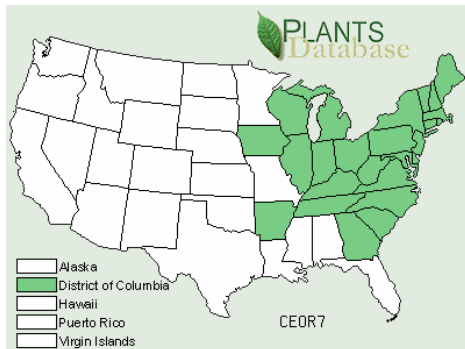 PLANTS
Database
Alaska
District of Columbia
Hawaii
Puerto Rico
Virgin Islands
CEOR7